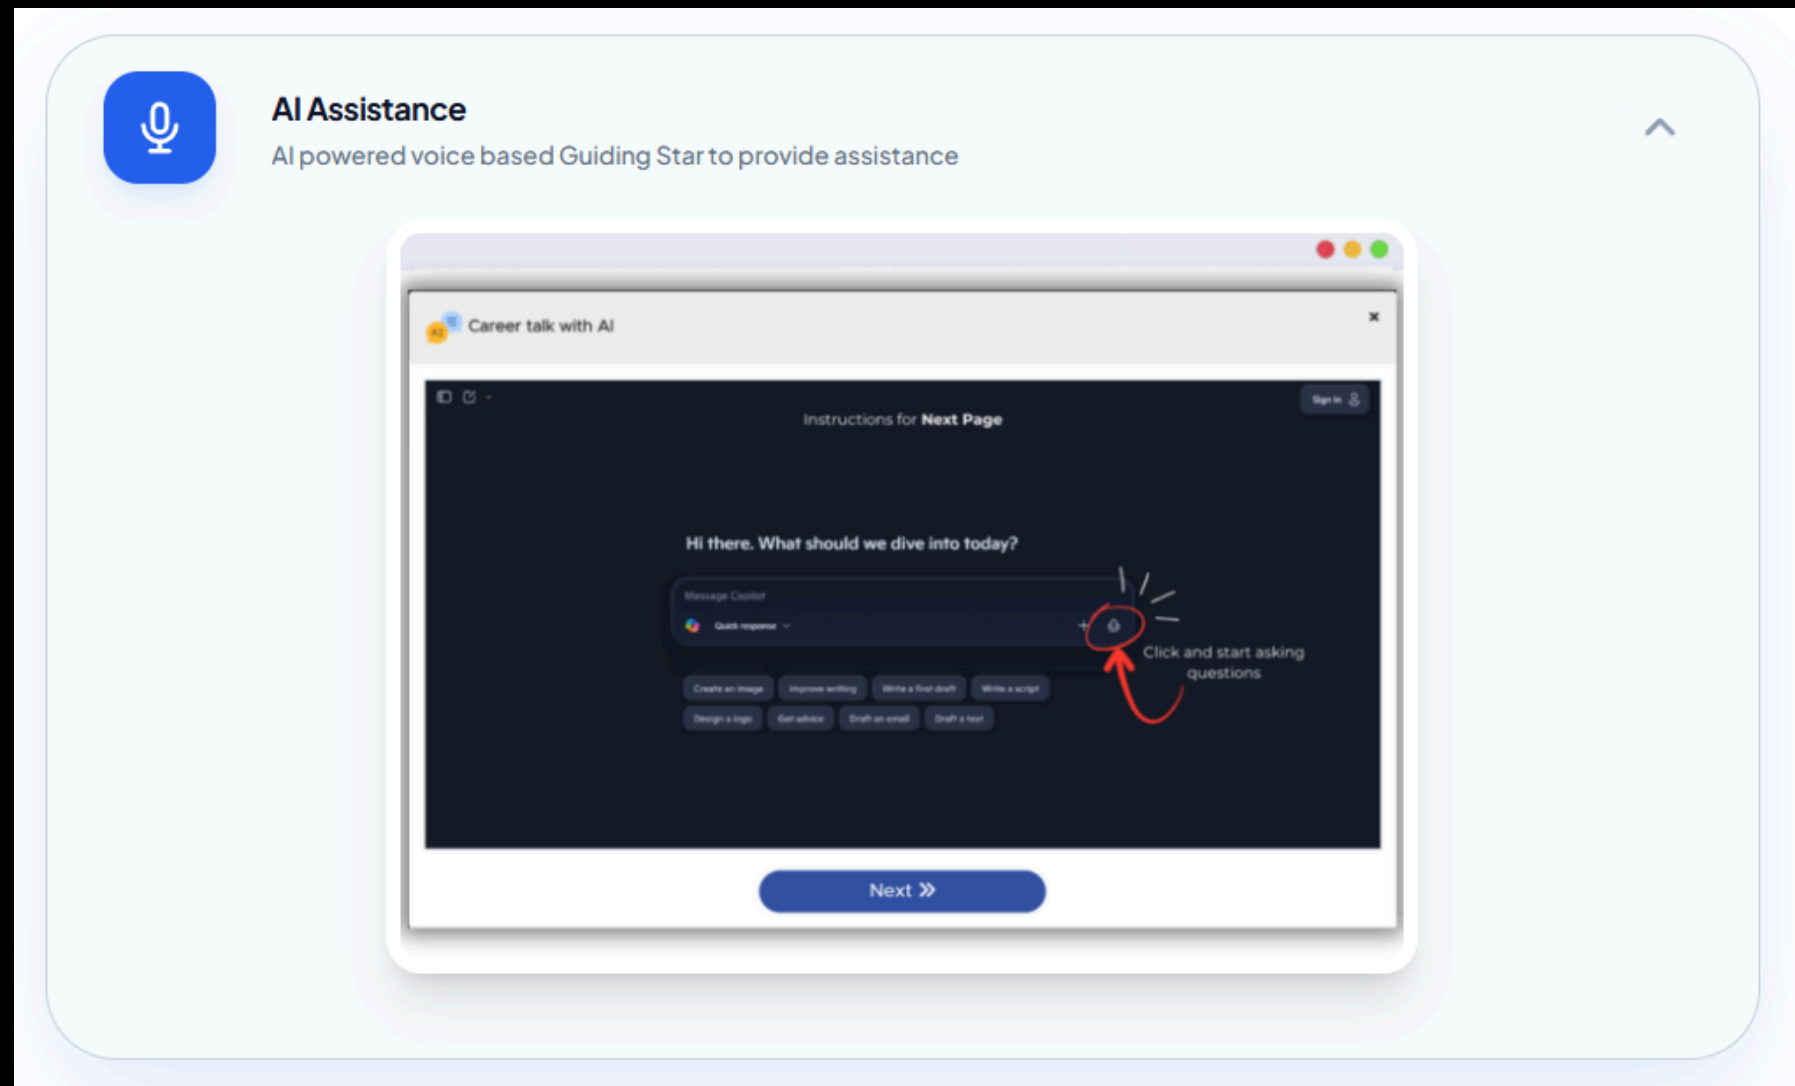 AI Assistance
AI powered voice based Guiding Star to provide assistance
AI Career talk with AI
Sign in
Instructions for Next Page
Hi there. What should we dive into today?
Message Copilot
Quick response
Click and start asking
questions
Create an image Improve writing Write a first draft Write a script
Design a logo Get advice Draft an email Draft a text
Next